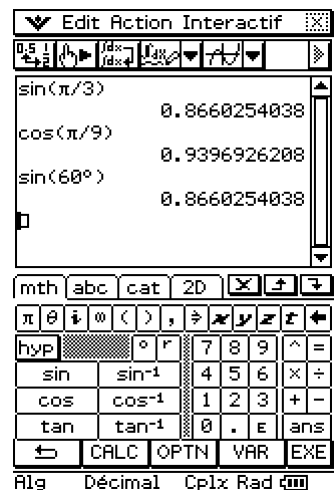 Edit Action Interactif
sin(π/3)
0.8660254038
cos(π/9)
0.9396926208
sin(60°)
0.8660254038
mth abc cat 2D
π θ i ∞ ( ) , ⇒ x y z t ←
hyp ° r 7 8 9 ^ =
sin sin-1 4 5 6 × ÷
cos cos-1 1 2 3 + -
tan tan-1 0 . E ans
CALC OPTN VAR EXE
Alg Décimal Cplx Rad